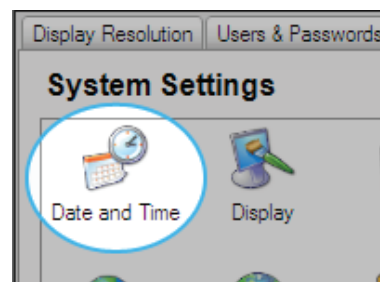 Display Resolution Users & Passwords
System Settings
Date and Time Display